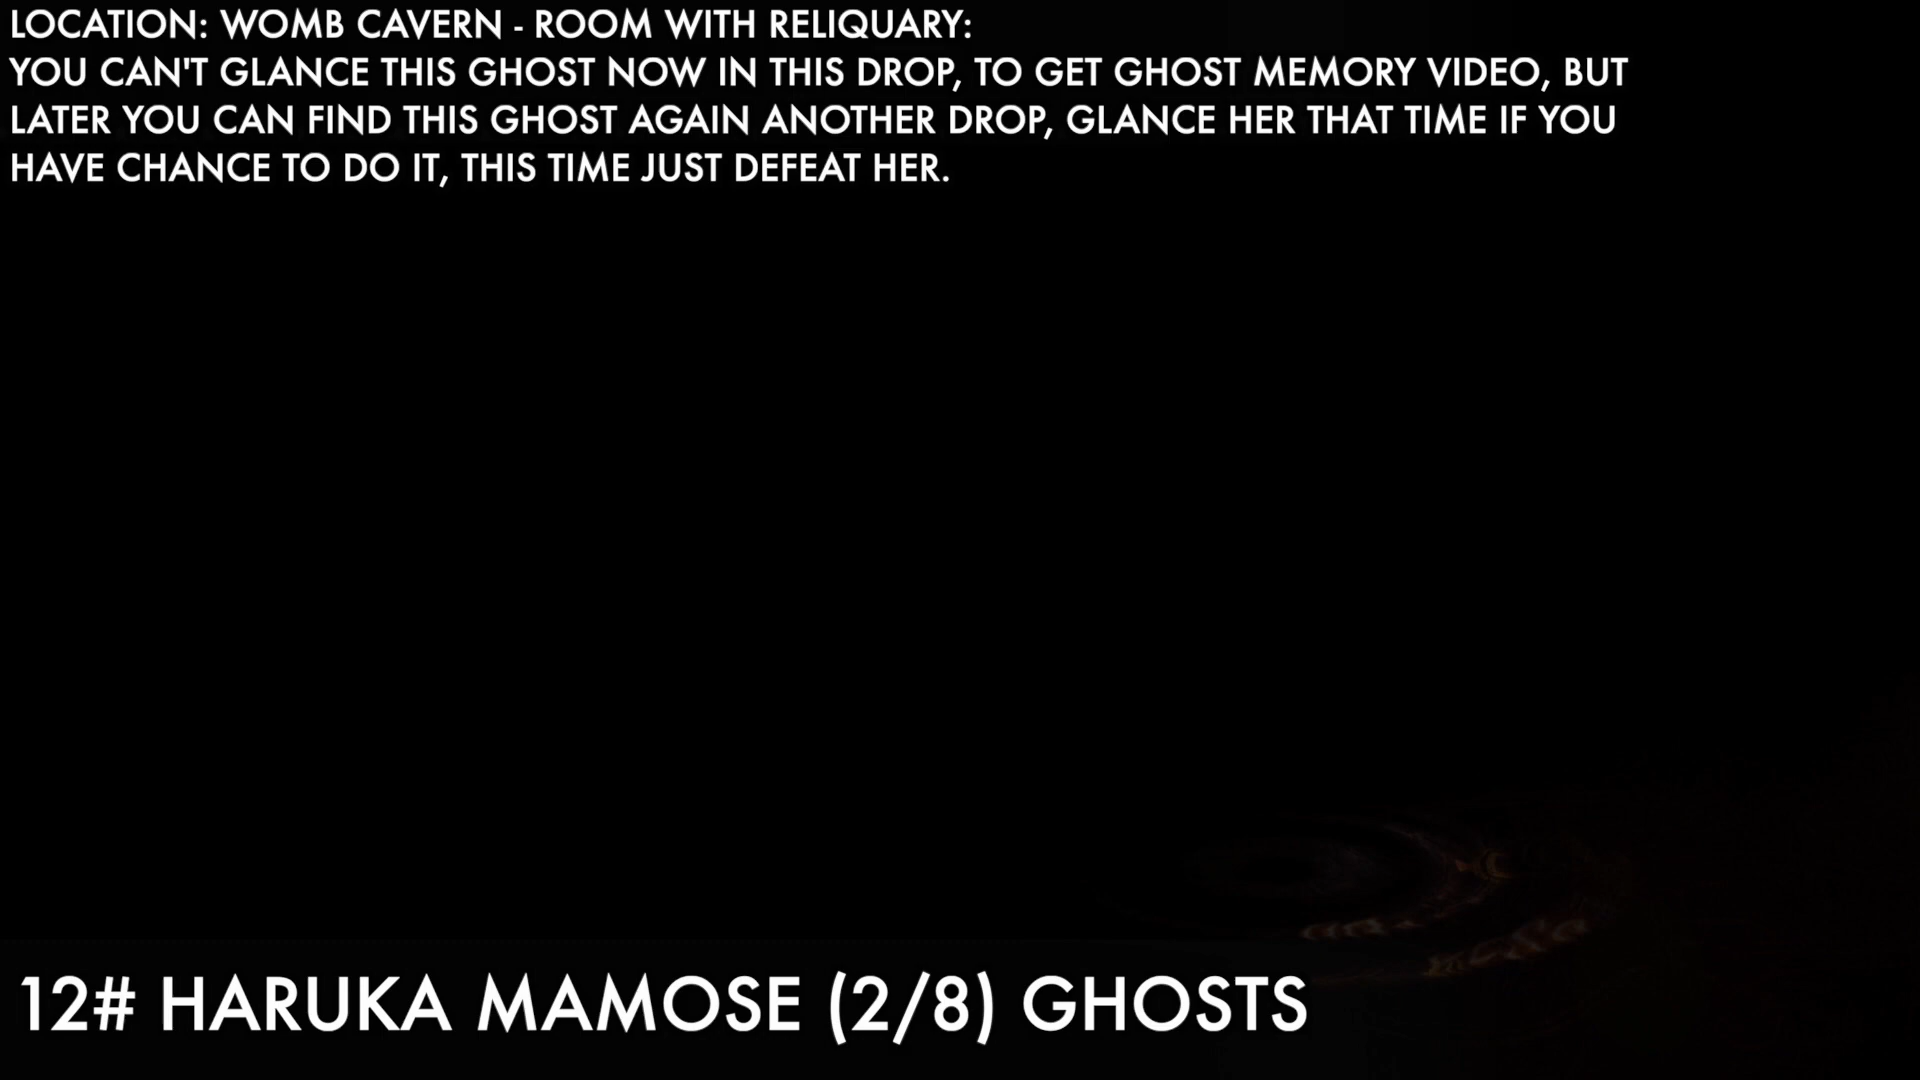 LOCATION: WOMB CAVERN - ROOM WITH RELIQUARY:
YOU CAN'T GLANCE THIS GHOST NOW IN THIS DROP, TO GET GHOST MEMORY VIDEO, BUT
LATER YOU CAN FIND THIS GHOST AGAIN ANOTHER DROP, GLANCE HER THAT TIME IF YOU
HAVE CHANCE TO DO IT, THIS TIME JUST DEFEAT HER.
12# HARUKA MAMOSE (2/8) GHOSTS